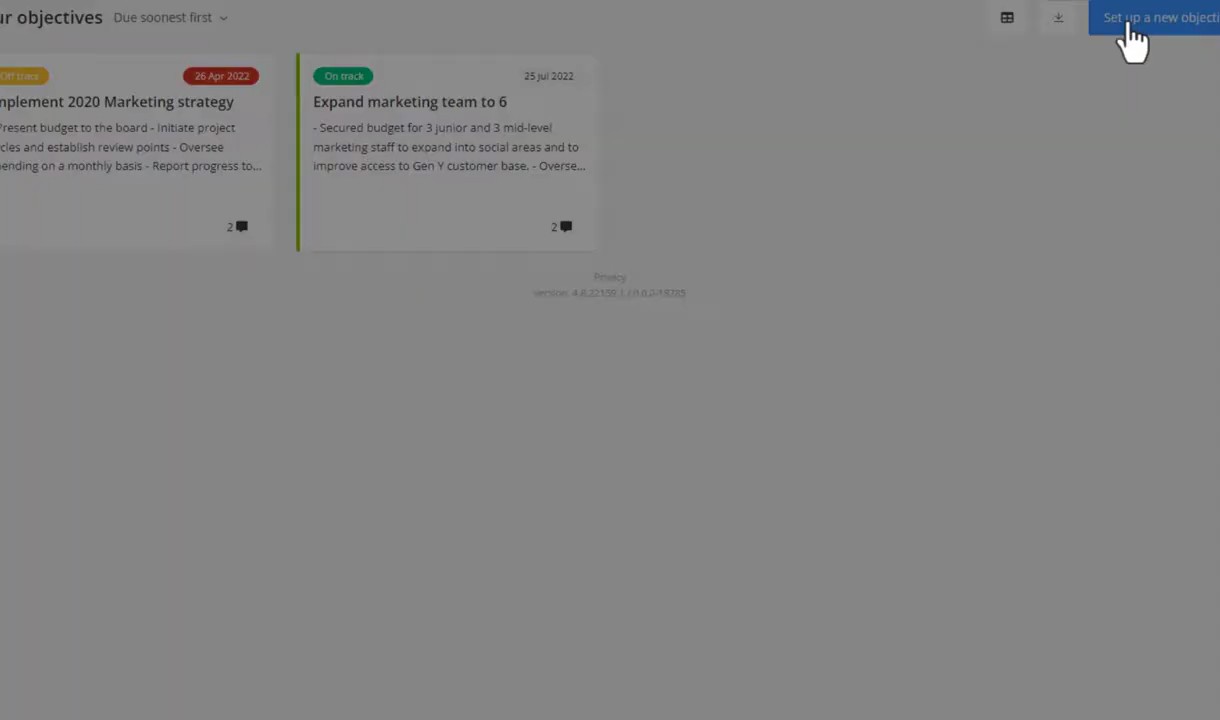 ur objectives Due soonest first
Set up a new objecti
Off track 26 Apr 2022
mplement 2020 Marketing strategy
Present budget to the board - Initiate project
cles and establish review points - Oversee
ending on a monthly basis - Report progress to...
2
On track 25 Jul 2022
Expand marketing team to 6
- Secured budget for 3 junior and 3 mid-level
marketing staff to expand into social areas and to
improve access to Gen Y customer base. - Overse...
2
Privacy
version: